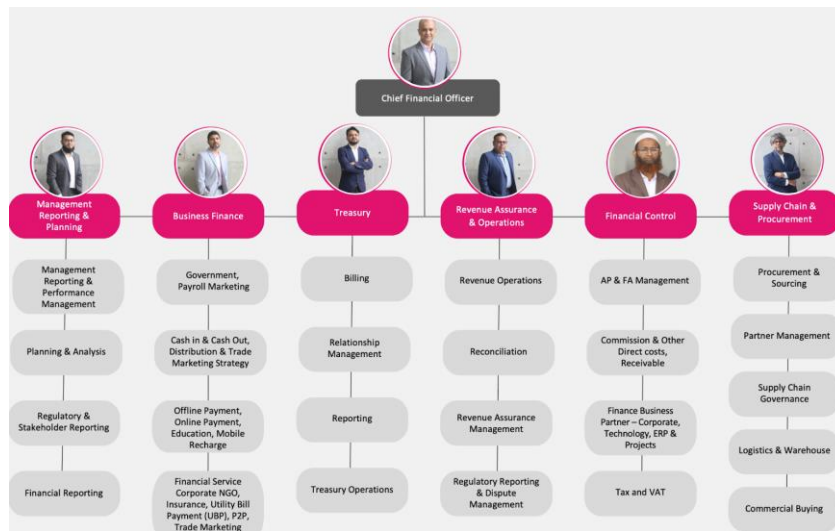 Chief Financial Officer
Management
Reporting &
Planning
Business Finance
Treasury
Revenue Assurance
& Operations
Financial Control
Supply Chain &
Procurement
Management
Reporting &
Performance
Management
Planning & Analysis
Regulatory &
Stakeholder Reporting
Financial Reporting
Government,
Payroll Marketing
Cash in & Cash Out,
Distribution & Trade
Marketing Strategy
Offline Payment,
Online Payment,
Education, Mobile
Recharge
Financial Service
Corporate NGO,
Insurance, Utility Bill
Payment (UBP), P2P,
Trade Marketing
Billing
Relationship
Management
Reporting
Treasury Operations
Revenue Operations
Reconciliation
Revenue Assurance
Management
Regulatory Reporting
& Dispute
Management
AP & FA Management
Commission & Other
Direct costs,
Receivable
Finance Business
Partner – Corporate,
Technology, ERP &
Projects
Tax and VAT
Procurement &
Sourcing
Partner Management
Supply Chain
Governance
Logistics & Warehouse
Commercial Buying